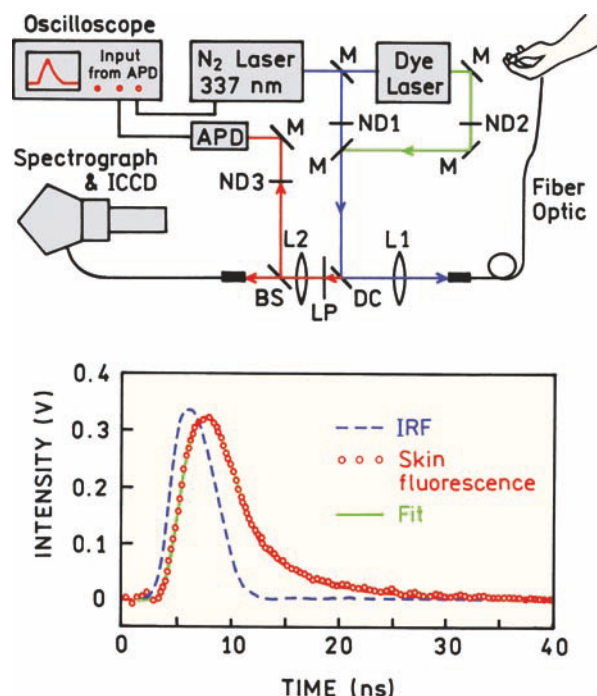 Oscilloscope
Input
from APD
N₂ Laser
337 nm
M
Dye
Laser
M
APD
M
ND1
ND2
M
M
Spectrograph
& ICCD
ND3
Fiber
Optic
L2
L1
BS
LP
DC
0.4
0.3
0.2
0.1
0
INTENSITY (V)
IRF
Skin
fluorescence
Fit
0
10
20
30
40
TIME (ns)